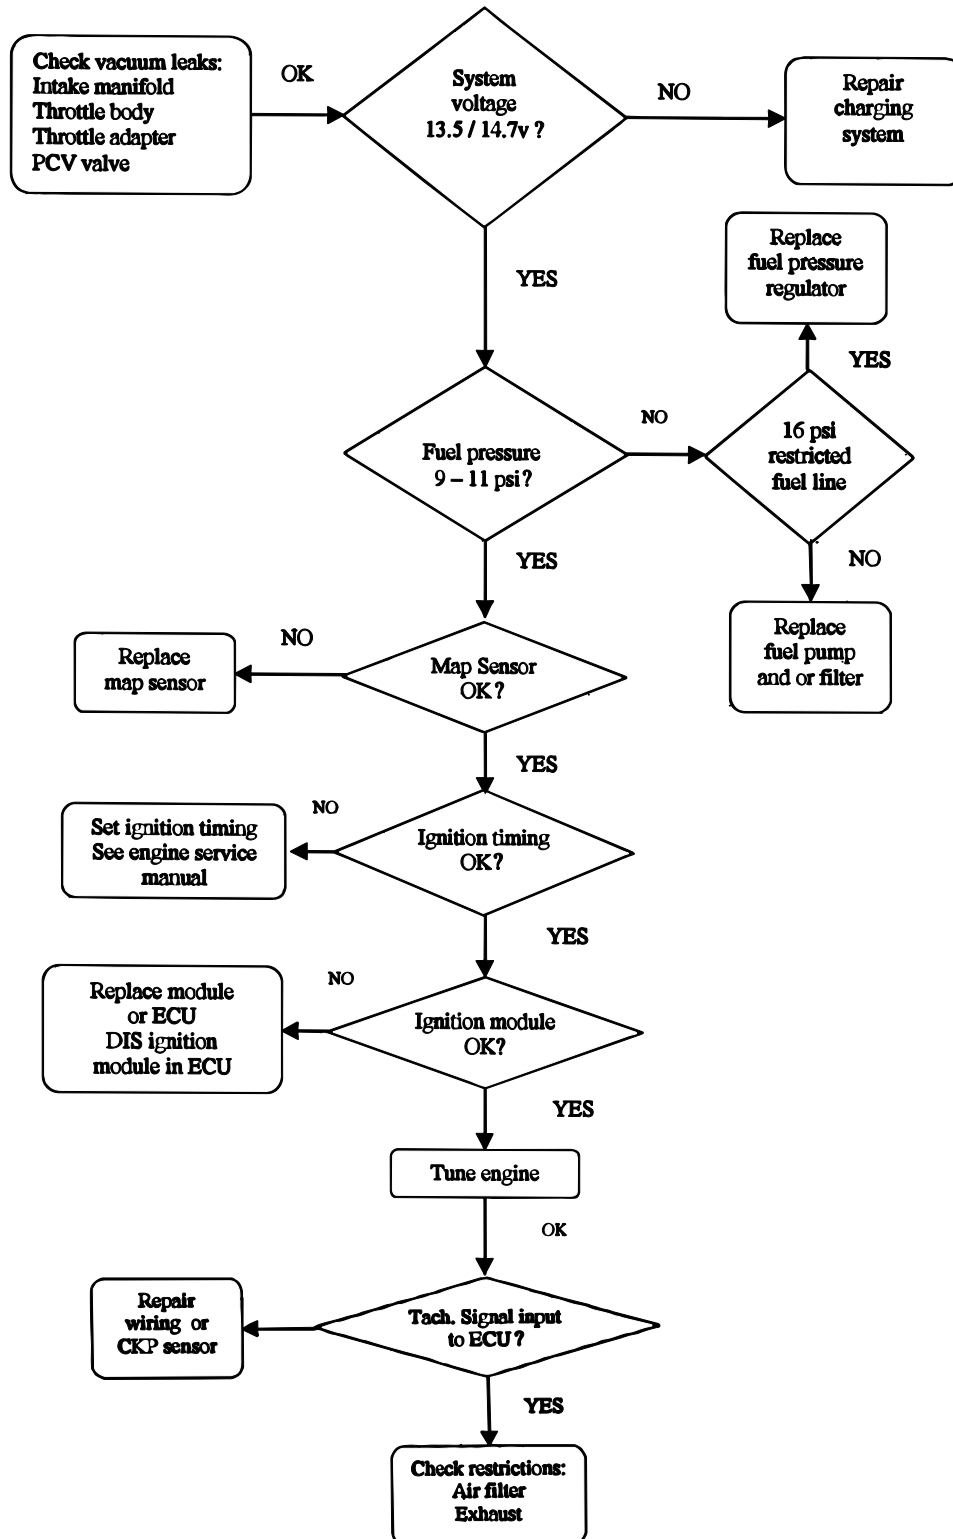 Check vacuum leaks:
Intake manifold
Throttle body
Throttle adapter
PCV valve
OK
System
voltage
13.5 / 14.7v ?
NO
Repair
charging
system
YES
Replace
fuel pressure
regulator
YES
Fuel pressure
9 – 11 psi?
NO
16 psi
restricted
fuel line
YES
NO
Replace
fuel pump
and or filter
Map Sensor
OK?
NO
Replace
map sensor
YES
Ignition timing
OK?
NO
Set ignition timing
See engine service
manual
YES
Ignition module
OK?
NO
Replace module
or ECU
DIS ignition
module in ECU
YES
Tune engine
OK
Tach. Signal input
to ECU?
Repair
wiring or
CKP sensor
YES
Check restrictions:
Air filter
Exhaust